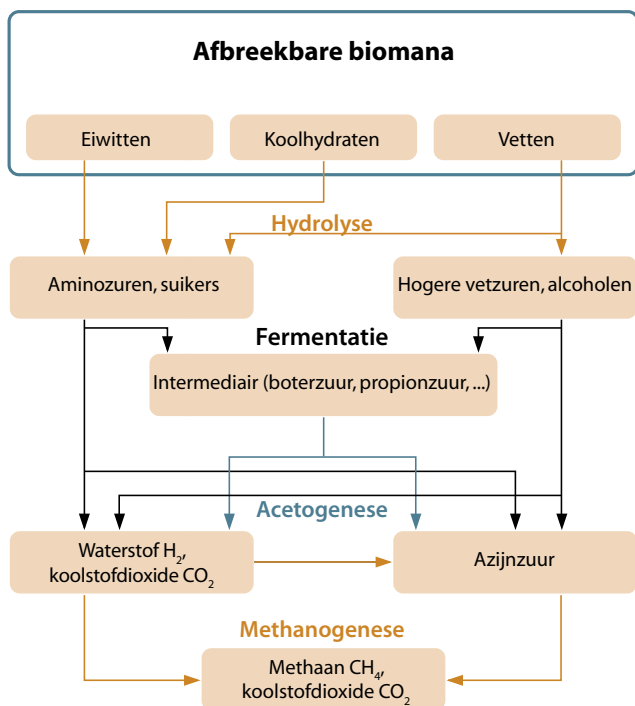 Afbreekbare biomana
Eiwitten
Koolhydraten
Vetten
Hydrolyse
Aminozuren, suikers
Hogere vetzuren, alcoholen
Fermentatie
Intermediair (boterzuur, propionzuur, ...)
Acetogenese
Waterstof H₂,
koolstofdioxide CO₂
Azijnzuur
Methanogenese
Methaan CH₄,
koolstofdioxide CO₂